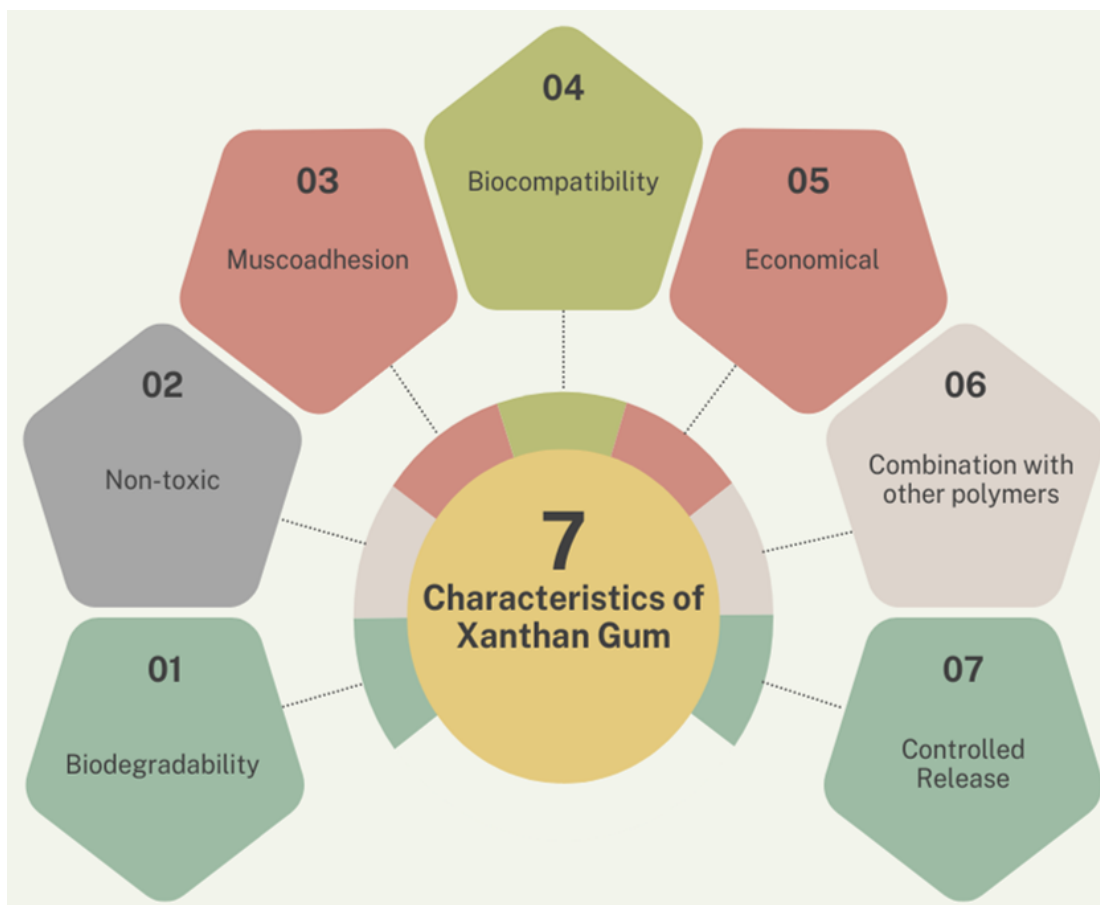 04
Biocompatibility
03
Muscoadhesion
05
Economical
02
Non-toxic
06
Combination with
other polymers
7
Characteristics of
Xanthan Gum
01
Biodegradability
07
Controlled
Release